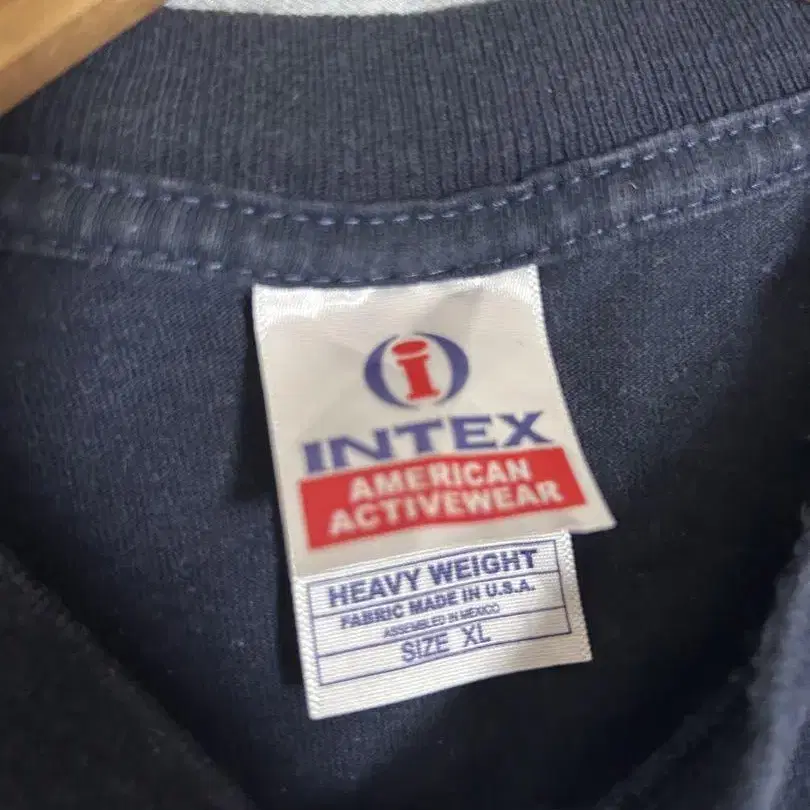 i
INTEX
AMERICAN
ACTIVEWEAR
HEAVY WEIGHT
FABRIC MADE IN U.S.A.
ASSEMBLED IN MEXICO
SIZE XL